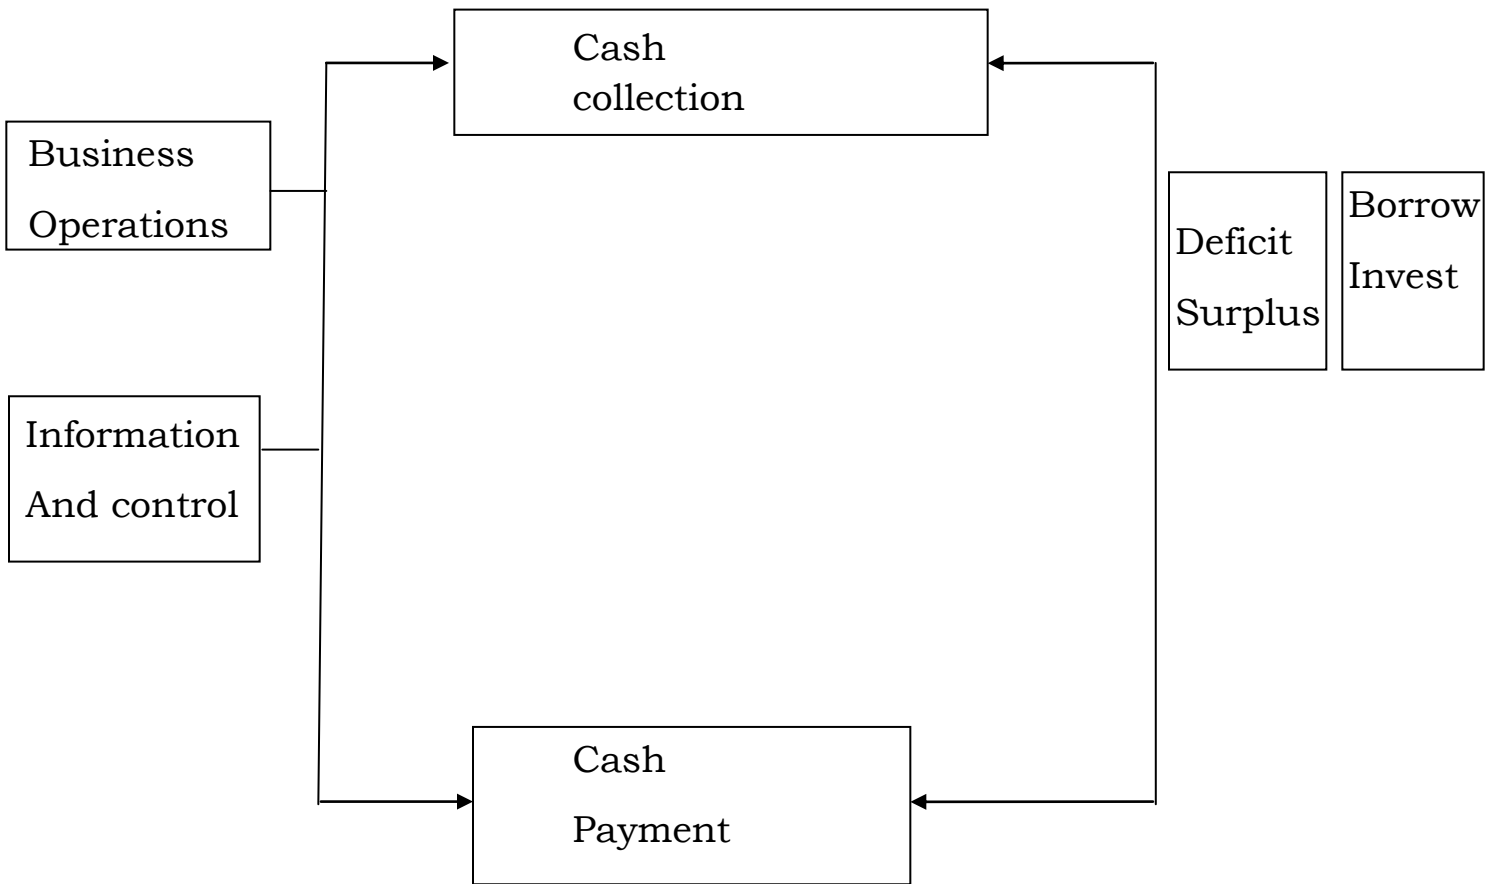 Cash
collection
Business
Operations
Deficit
Surplus
Borrow
Invest
Information
And control
Cash
Payment